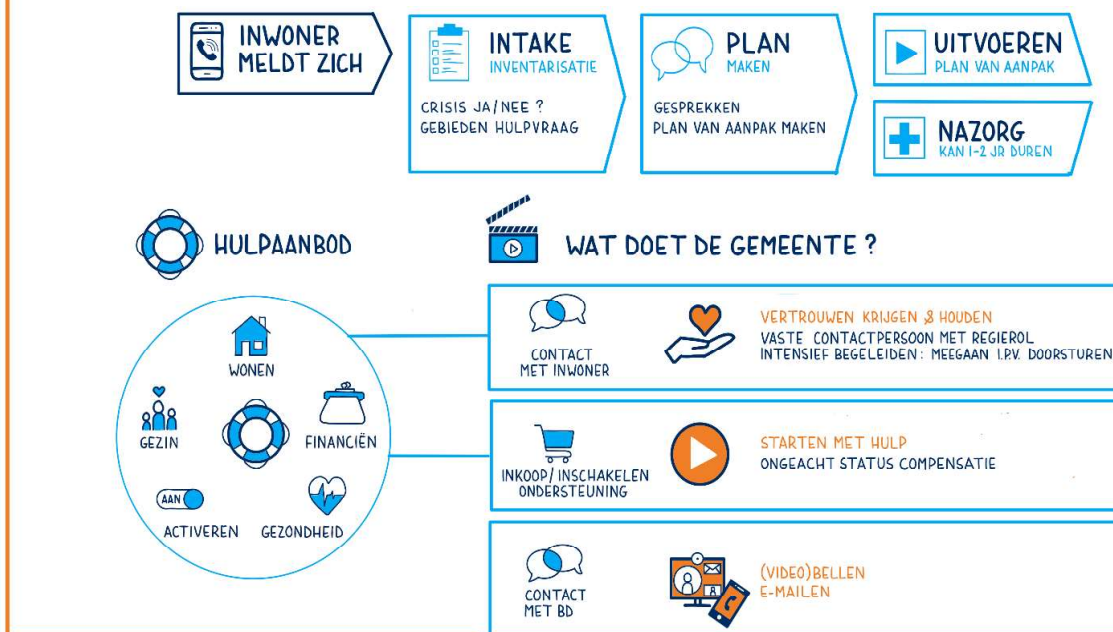 INWONER
MELDT ZICH
INTAKE
INVENTARISATIE
CRISIS JA/NEE ?
GEBIEDEN HULPVRAAG
PLAN
MAKEN
GESPREKKEN
PLAN VAN AANPAK MAKEN
UITVOEREN
PLAN VAN AANPAK
NAZORG
KAN 1-2 JR DUREN
HULPAANBOD
WONEN
GEZIN
FINANCIËN
AAN
ACTIVEREN
GEZONDHEID
WAT DOET DE GEMEENTE ?
CONTACT
MET INWONER
VERTROUWEN KRIJGEN & HOUDEN
VASTE CONTACTPERSOON MET REGIEROL
INTENSIEF BEGELEIDEN: MEEGAAN I.P.V. DOORSTUREN
INKOOP/INSCHAKELEN
ONDERSTEUNING
STARTEN MET HULP
ONGEACHT STATUS COMPENSATIE
CONTACT
MET BD
(VIDEO)BELLEN
E-MAILEN